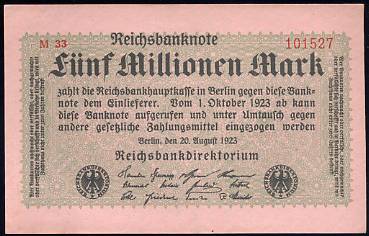 Reichsbanknote
M 33
101527
Fünf Millionen Mark
zahlt die Reichsbankhauptkasse in Berlin gegen diese Bank-
note dem Einlieferer. Vom 1. Oktober 1923 ab kann
diese Banknote aufgerufen und unter Umtausch gegen
andere gesetzliche Zahlungsmittel eingezogen werden
Berlin, den 20. August 1923
Reichsbankdirektorium